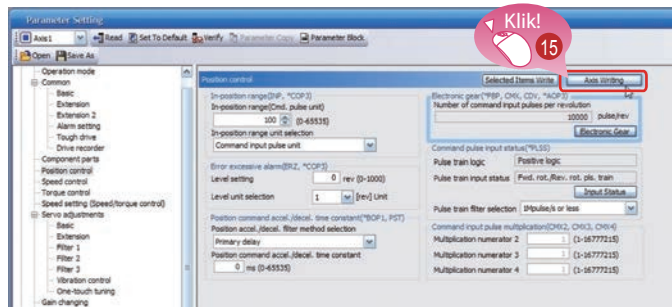 Parameter Setting
Axis1 Read Set To Default Verify Parameter Copy Parameter Block
Open Save As
Klik!
15
Operation mode
Common
Basic
Extension
Extension 2
Alarm setting
Tough drive
Drive recorder
Component parts
Position control
Speed control
Torque control
Speed setting (Speed/torque control)
Servo adjustments
Basic
Extension
Filter 1
Filter 2
Filter 3
Vibration control
One-touch tuning
Gain changing
Position control
Selected Items Write Axis Writing
In-position range(INP, *COP3)
In-position range(Cmd. pulse unit)
100 (0-65535)
In-position range unit selection
Command input pulse unit
Error excessive alarm(ERZ, *COP3)
Level setting 0 rev (0-1000)
Level unit selection 1 [rev] Unit
Position command accel./decel. time constant(*BOP1, PST)
Position accel./decel. filter method selection
Primary delay
Position command accel./decel. time constant
0 ms (0-65535)
Electronic gear(*FBP, CMX, CDV, *AOP3)
Number of command input pulses per revolution
10000 pulse/rev
Electronic Gear
Command pulse input status(*PLSS)
Pulse train logic Positive logic
Pulse train input status Fwd. rot./Rev. rot. pls. train
Input Status
Pulse train filter selection 1Mpulse/s or less
Command input pulse multiplication(CMX2, CMX3, CMX4)
Multiplication numerator 2 1 (1-16777215)
Multiplication numerator 3 1 (1-16777215)
Multiplication numerator 4 1 (1-16777215)